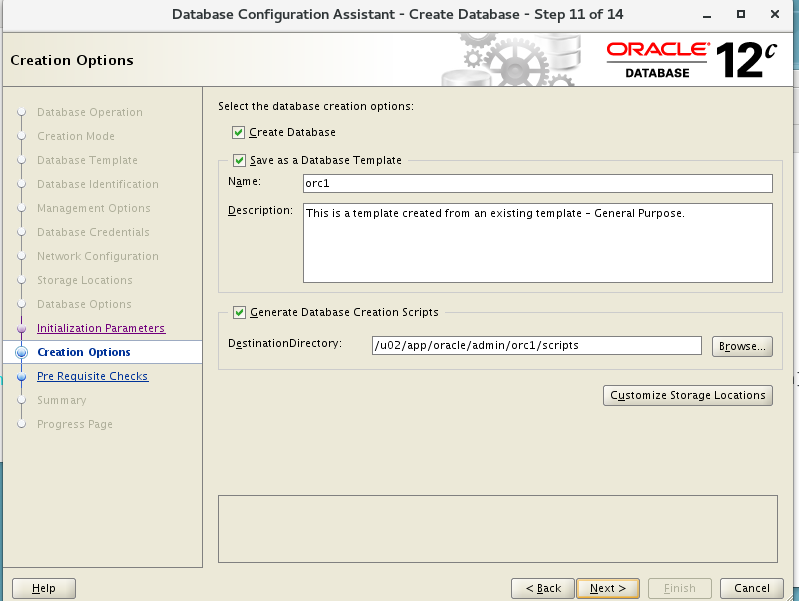 Database Configuration Assistant - Create Database - Step 11 of 14
Creation Options
ORACLE
DATABASE
12c
Database Operation
Creation Mode
Database Template
Database Identification
Management Options
Database Credentials
Network Configuration
Storage Locations
Database Options
Initialization Parameters
Creation Options
Pre Requisite Checks
Summary
Progress Page
Select the database creation options:
Create Database
Save as a Database Template
Name:
orc1
Description:
This is a template created from an existing template - General Purpose.
Generate Database Creation Scripts
DestinationDirectory:
/u02/app/oracle/admin/orc1/scripts
Browse...
Customize Storage Locations
Help
< Back
Next >
Finish
Cancel